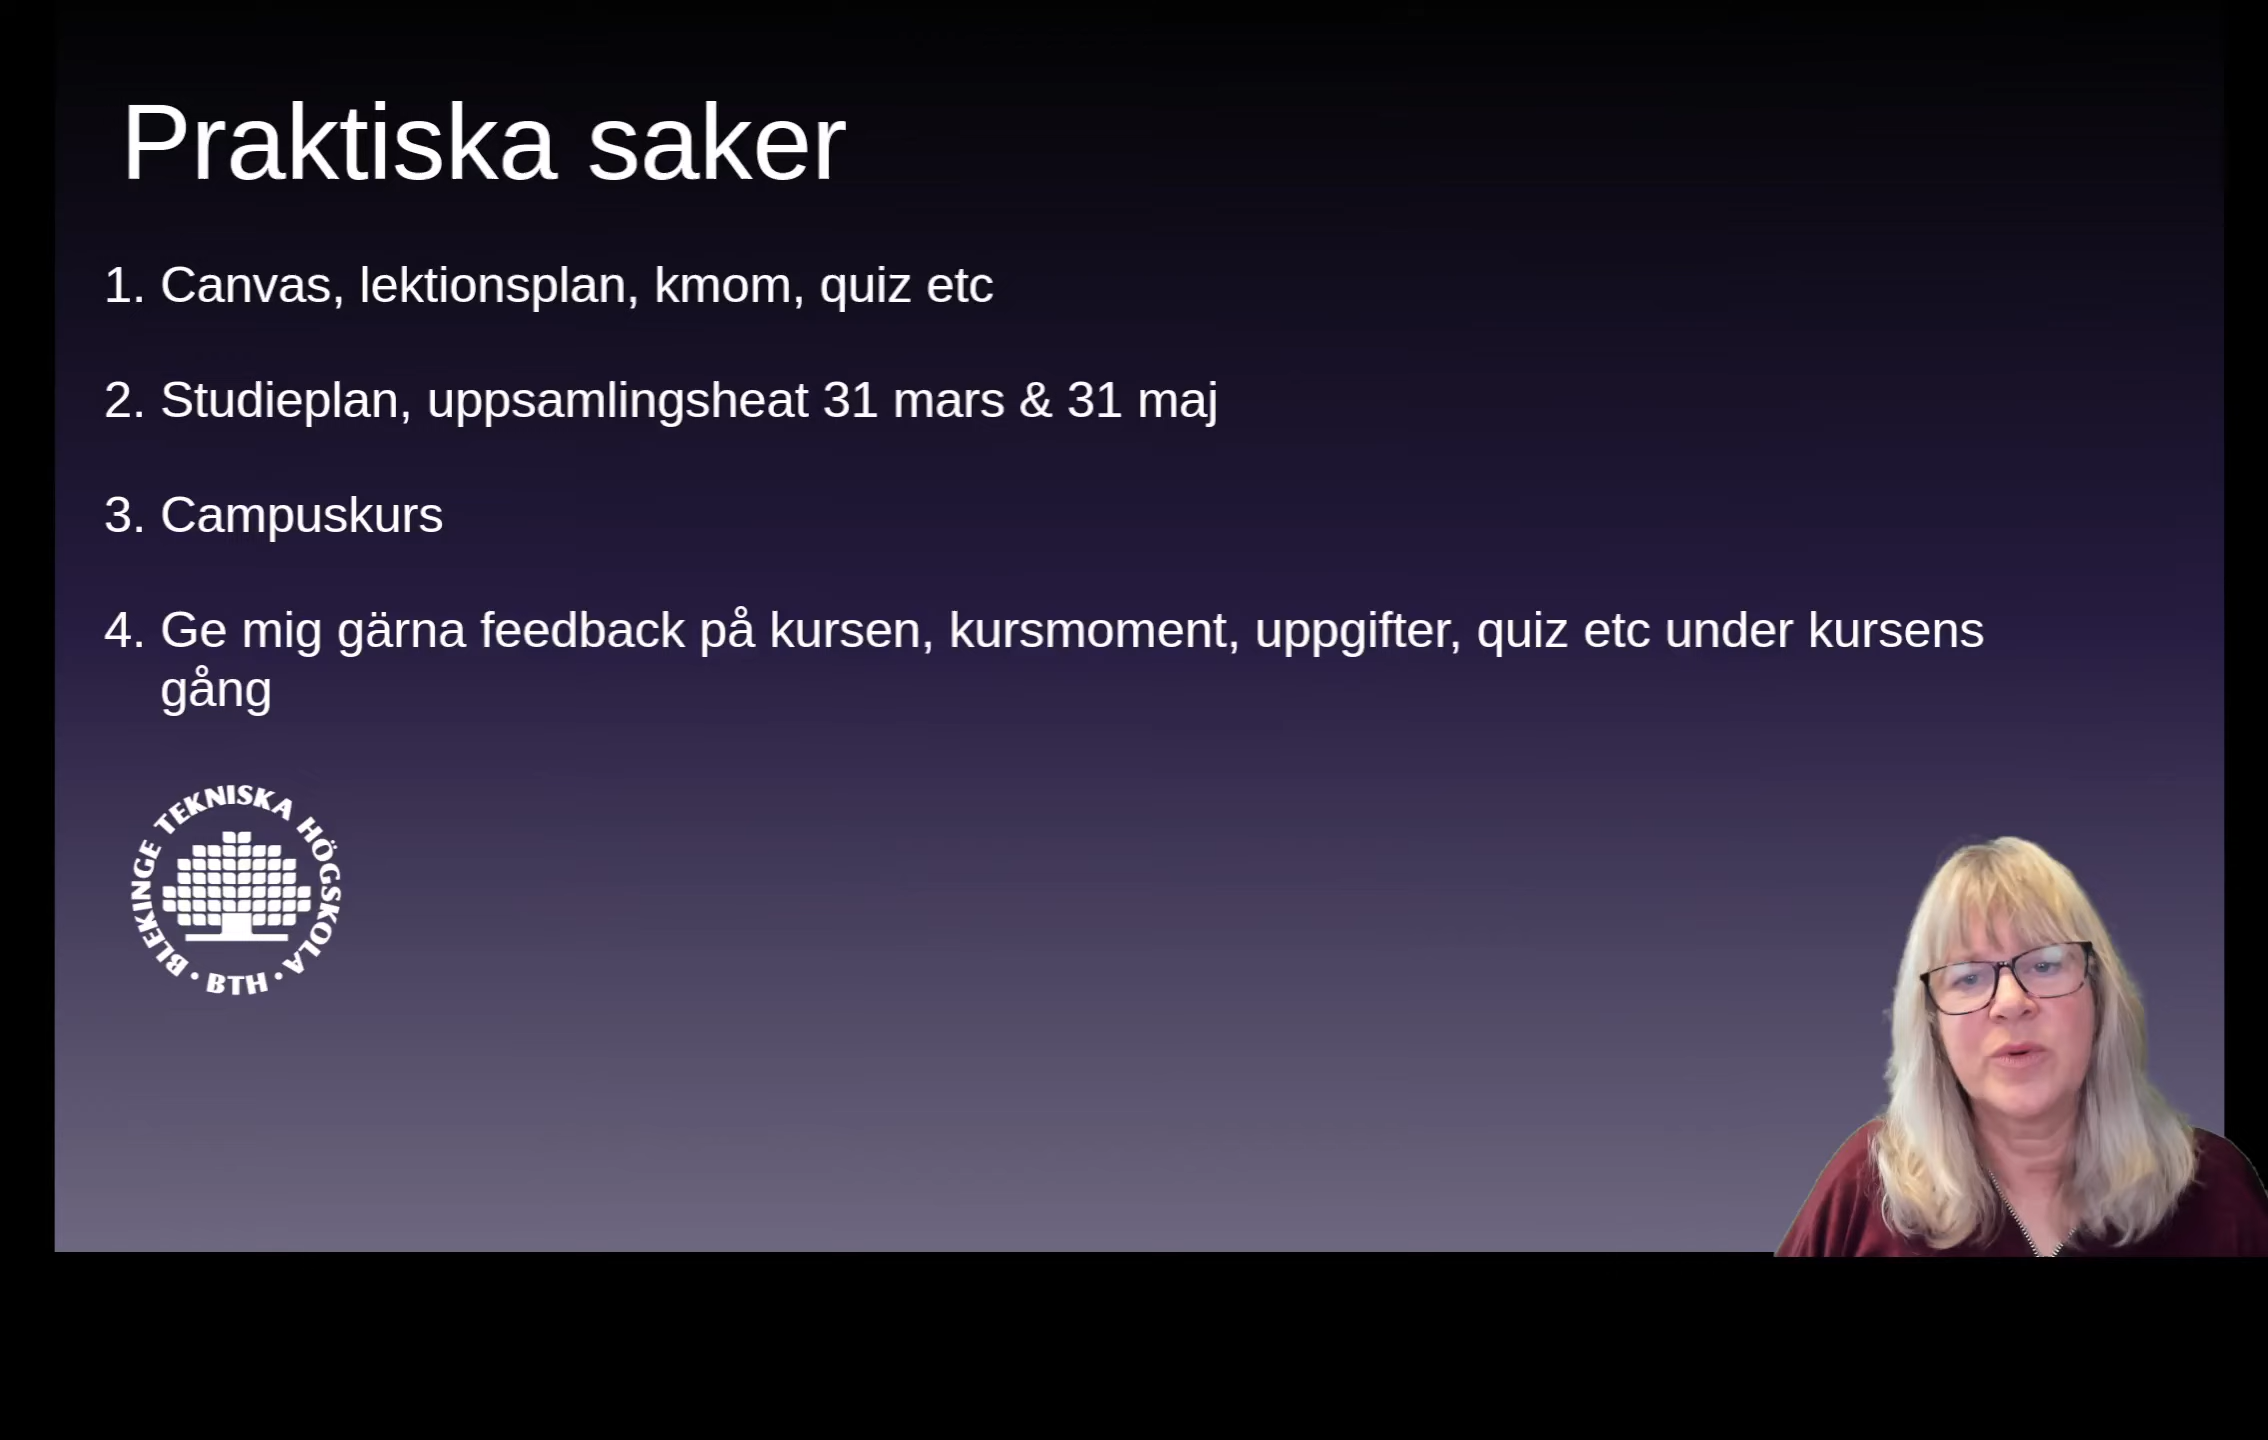 Praktiska saker
1. Canvas, lektionsplan, kmom, quiz etc
2. Studieplan, uppsamlingsheat 31 mars & 31 maj
3. Campuskurs
4. Ge mig gärna feedback på kursen, kursmoment, uppgifter, quiz etc under kursens
gång
BLEKINGE TEKNISKA HÖGSKOLA · BTH ·